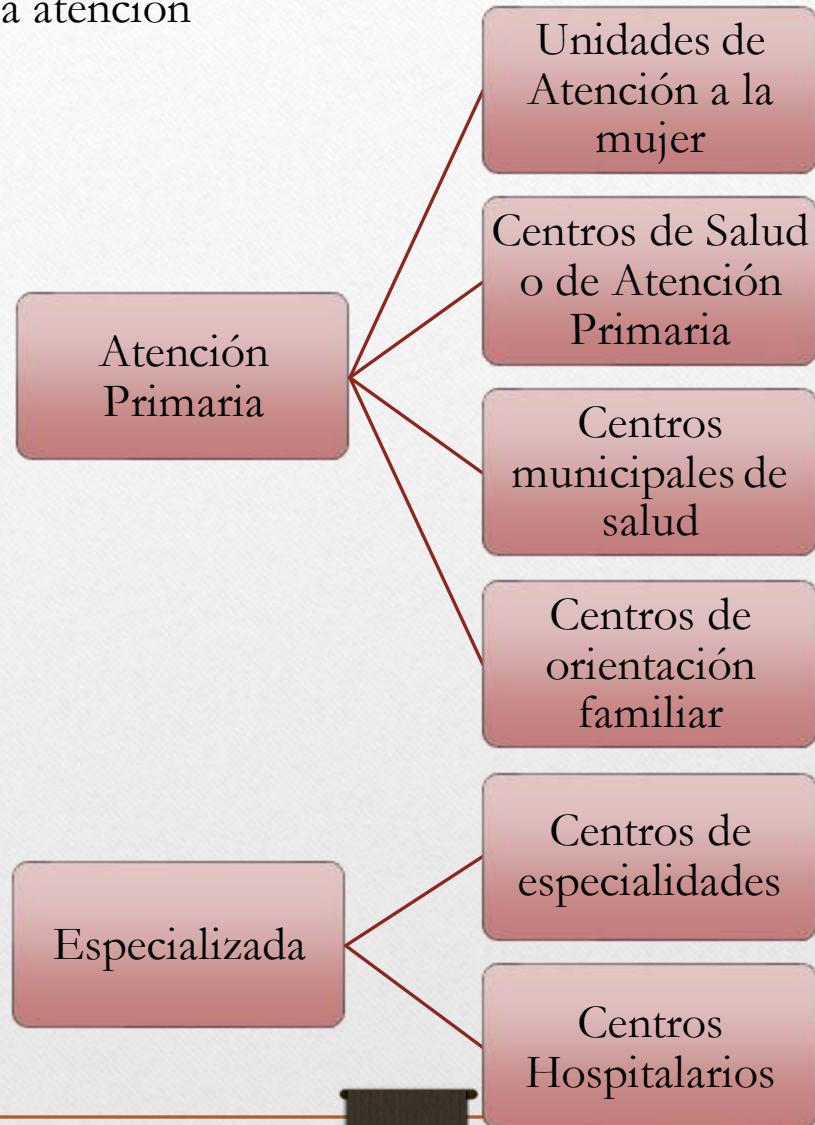 a atención
Atención
Primaria
Unidades de
Atención a la
mujer
Centros de Salud
o de Atención
Primaria
Centros
municipales de
salud
Centros de
orientación
familiar
Especializada
Centros de
especialidades
Centros
Hospitalarios